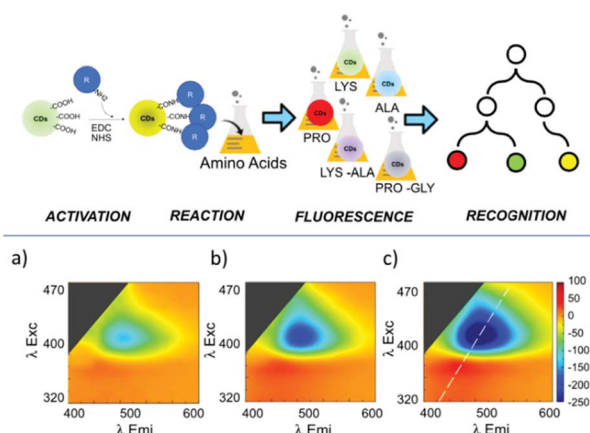 R
NH2
CDs
-COOH
-COOH
COOH
EDC
NHS
CDs
-CONH
-CONH
CONH
R
R
R
Amino Acids
CDs
LYS
CDs
ALA
CDs
PRO
CDs
LYS -ALA
CDs
PRO -GLY
ACTIVATION REACTION FLUORESCENCE RECOGNITION
a)
470
400
320
λ Exc
400 500 600
λ Emi
b)
470
400
320
λ Exc
400 500 600
λ Emi
c)
470
400
320
λ Exc
400 500 600
λ Emi
100
50
0
-50
-100
-150
-200
-250